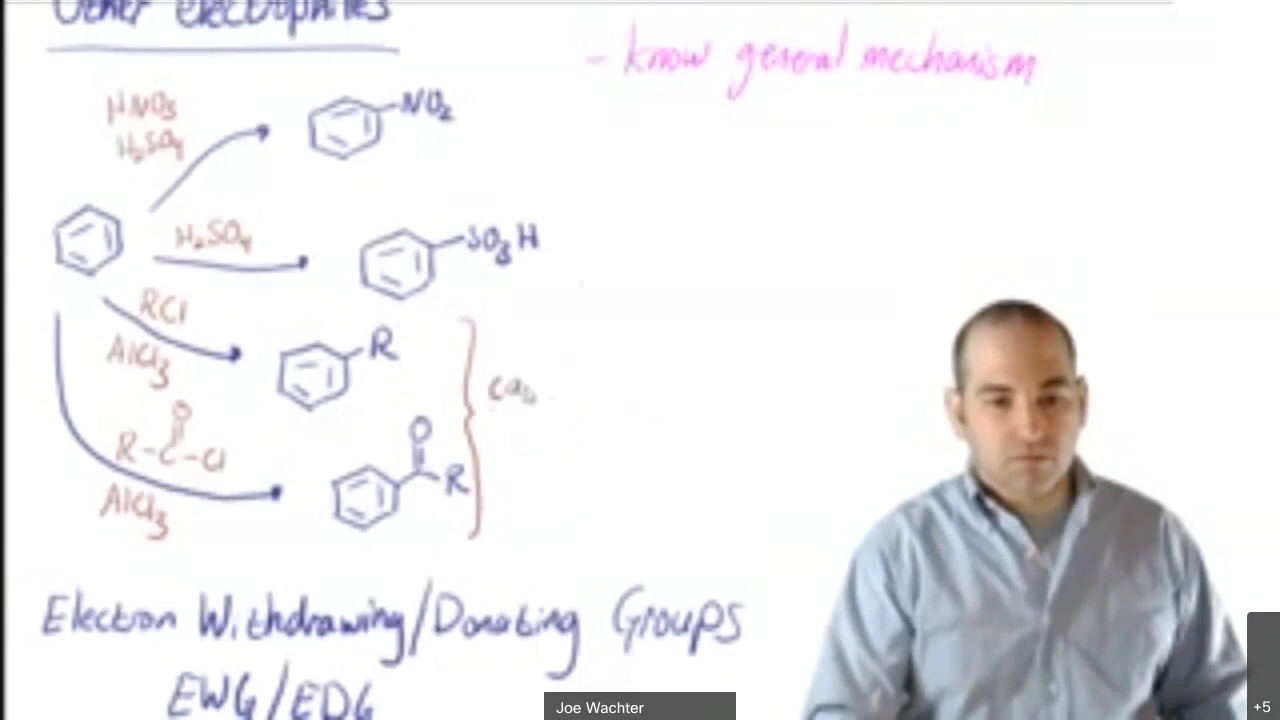 Other electrophiles
- know general mechanism
HNO3
H2SO4
NO2
H2SO4
SO3H
RCl
AlCl3
R
O
R-C-Cl
AlCl3
O
R
Electron Withdrawing/Donating Groups
EWG/EDG
Joe Wachter
+5